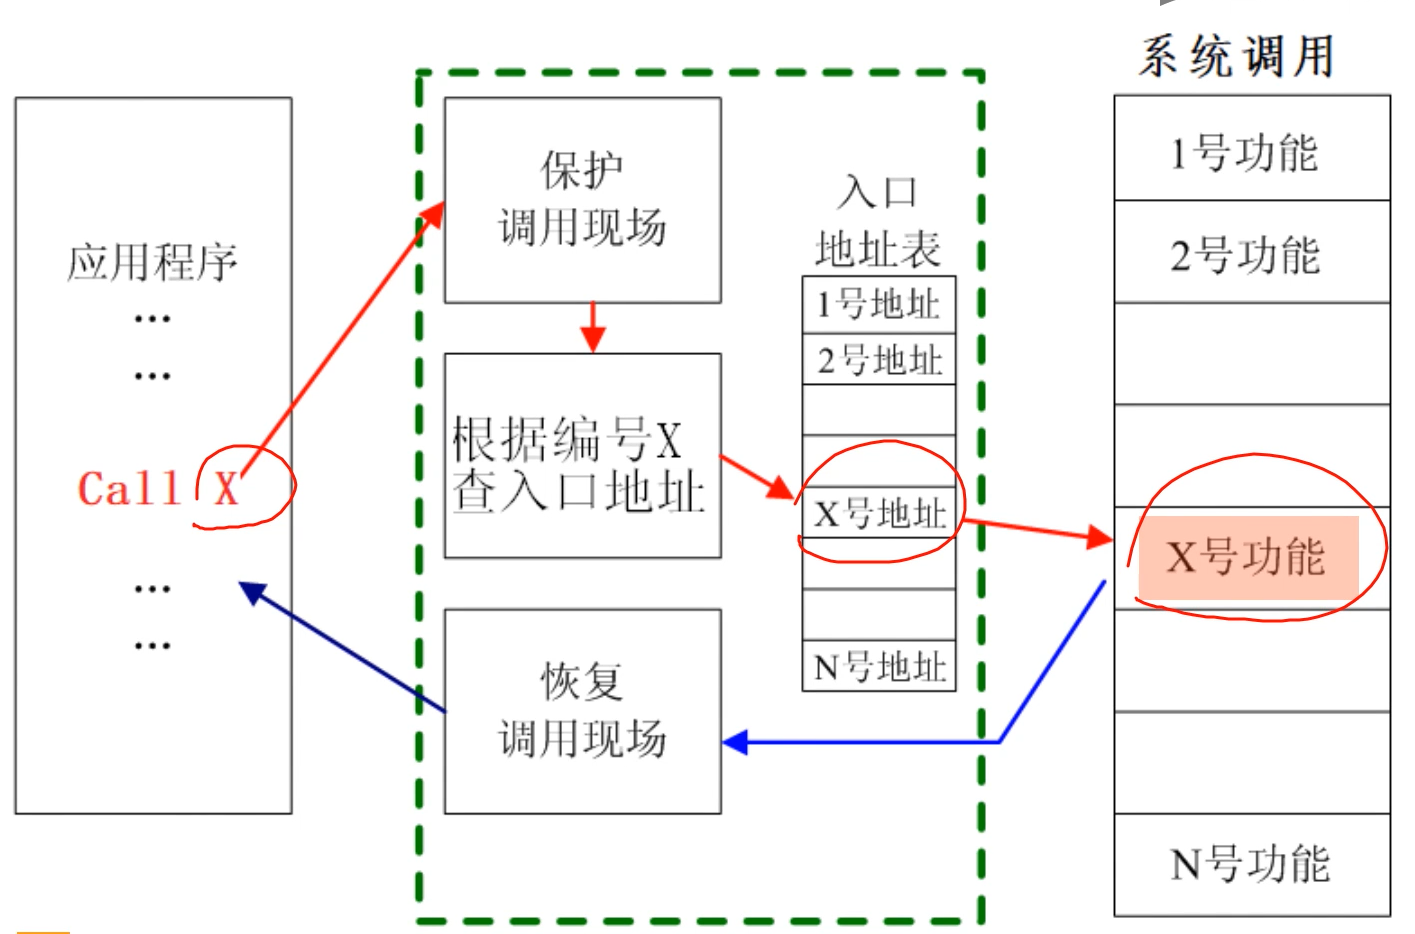 系统调用
应用程序
...
...
Call X
...
...
保护
调用现场
根据编号X
查入口地址
恢复
调用现场
入口
地址表
1号地址
2号地址
X号地址
N号地址
1号功能
2号功能
X号功能
N号功能